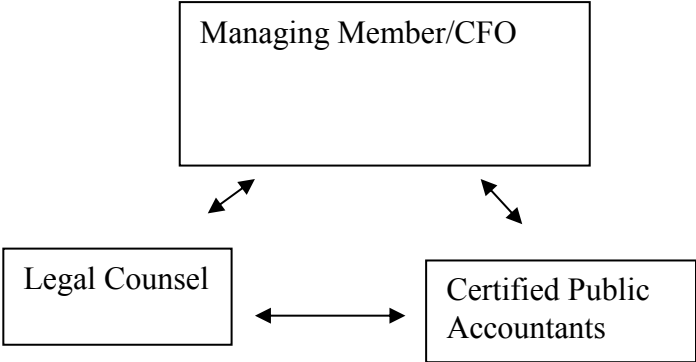 Managing Member/CFO
Legal Counsel
Certified Public
Accountants